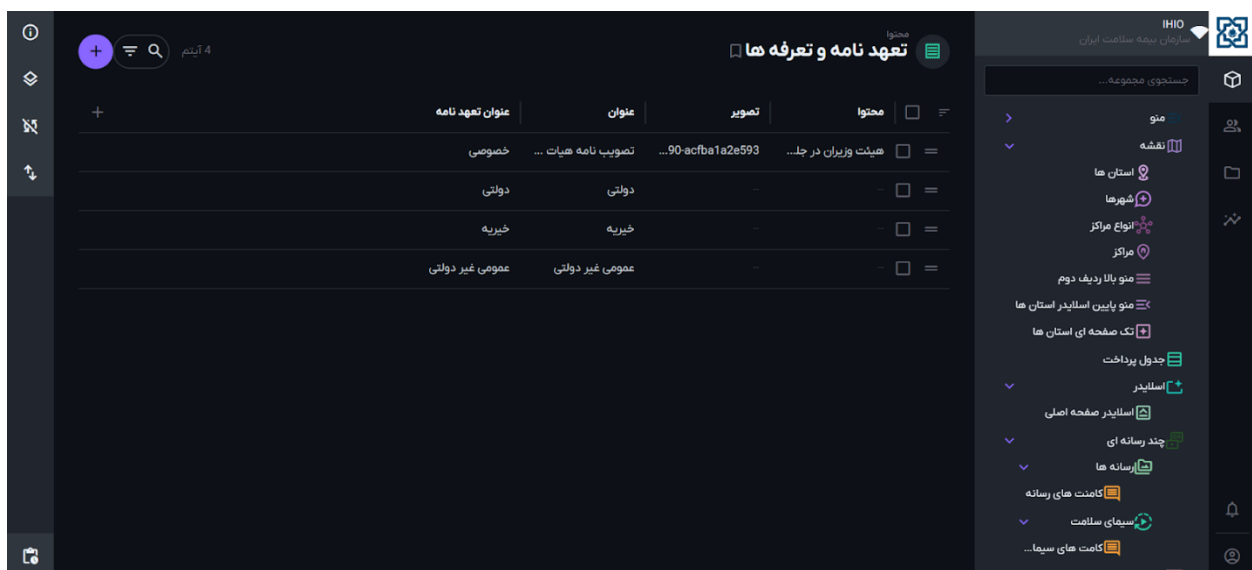 IHIO
سازمان بیمه سلامت ایران
جستجوی مجموعه...
منو
نقشه
استان ها
شهرها
انواع مراکز
مراکز
منو بالا ردیف دوم
منو پایین اسلایدر استان ها
تک صفحه ای استان ها
جدول پرداخت
اسلایدر
اسلایدر صفحه اصلی
چند رسانه ای
رسانه ها
کامنت های رسانه
سیمای سلامت
کامت های سیما...
محتوا
تعهد نامه و تعرفه ها
4 آیتم
محتوا تصویر عنوان عنوان تعهد نامه
هیئت وزیران در جلـ... ...90-acfba1a2e593 تصویب نامه هیات ... خصوصی
-- -- دولتی دولتی
-- -- خیریه خیریه
-- -- عمومی غیر دولتی عمومی غیر دولتی